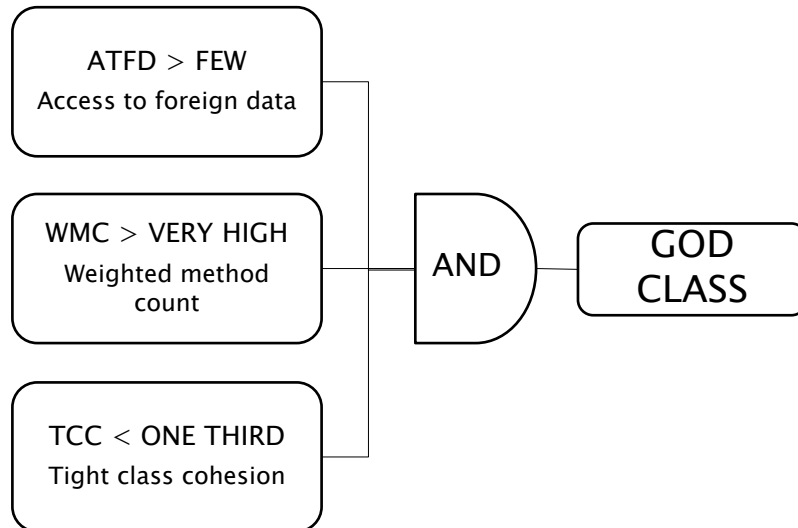 ATFD > FEW
Access to foreign data
WMC > VERY HIGH
Weighted method
count
TCC < ONE THIRD
Tight class cohesion
AND
GOD
CLASS